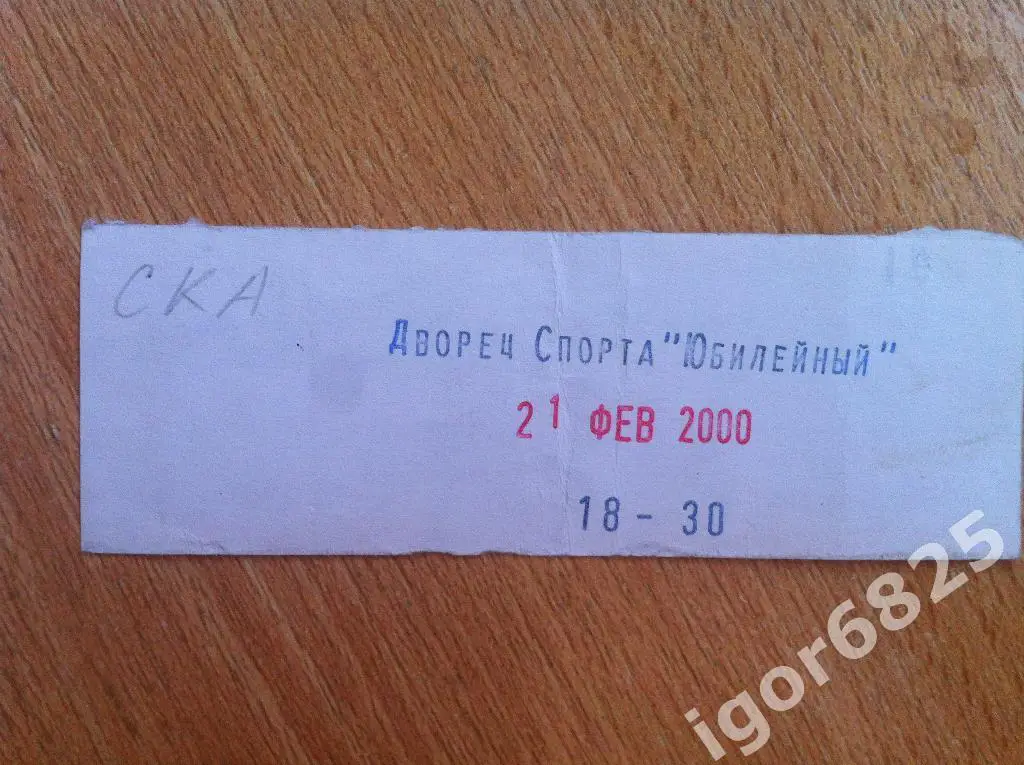 СКА
Дворец Спорта "Юбилейный"
21 ФЕВ 2000
18 - 30
igor6825